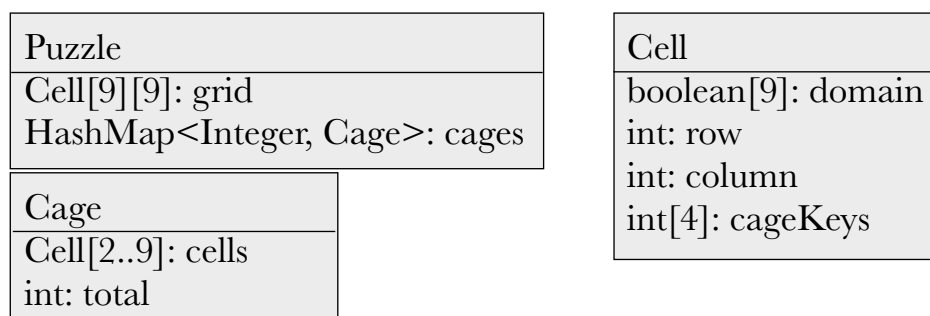 Puzzle
Cell[9][9]: grid
HashMap<Integer, Cage>: cages
Cage
Cell[2..9]: cells
int: total
Cell
boolean[9]: domain
int: row
int: column
int[4]: cageKeys